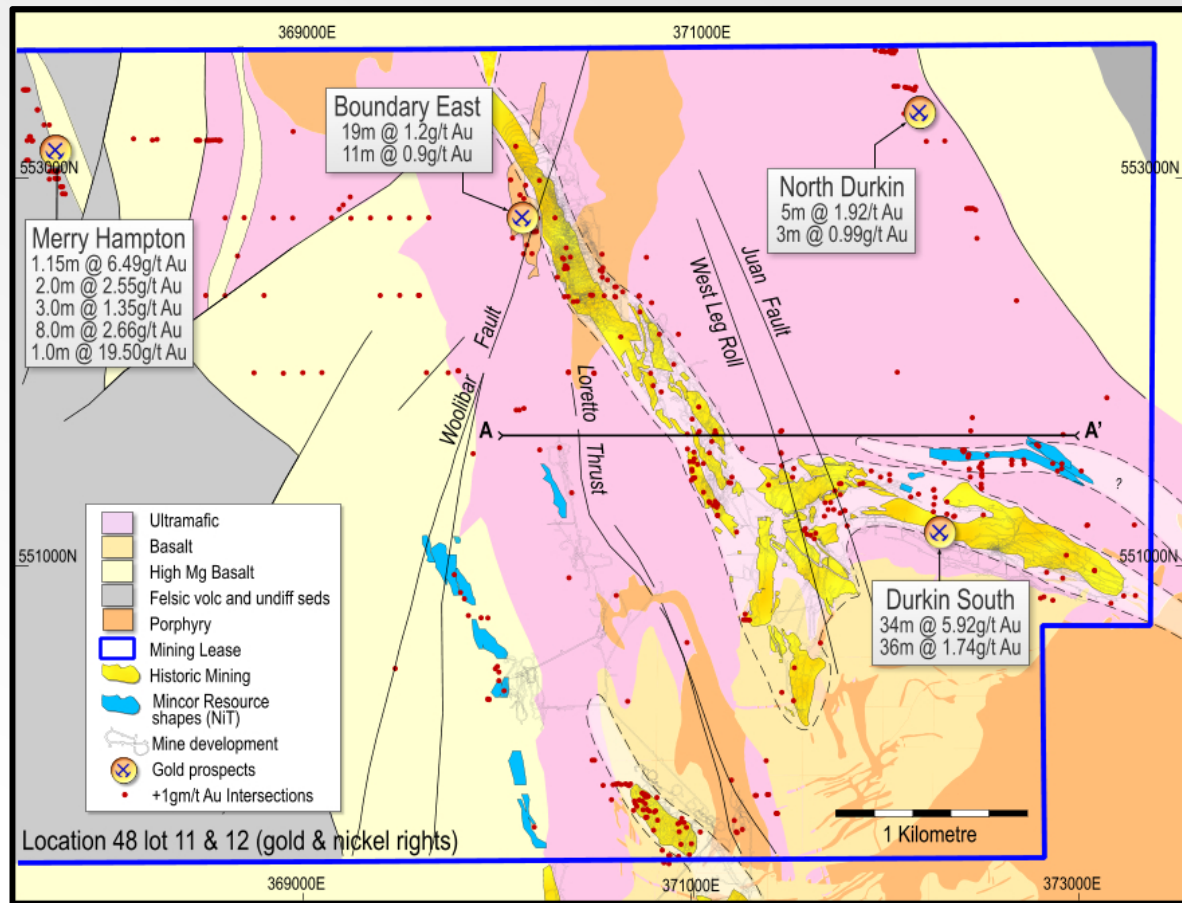 369000E
371000E
Boundary East
19m @ 1.2g/t Au
11m @ 0.9g/t Au
553000N
553000N
North Durkin
5m @ 1.92/t Au
3m @ 0.99g/t Au
Merry Hampton
1.15m @ 6.49g/t Au
2.0m @ 2.55g/t Au
3.0m @ 1.35g/t Au
8.0m @ 2.66g/t Au
1.0m @ 19.50g/t Au
Woolibar Fault
Loretto Thrust
West Leg Roll
Juan Fault
A
A'
?
551000N
551000N
Durkin South
34m @ 5.92g/t Au
36m @ 1.74g/t Au
Ultramafic
Basalt
High Mg Basalt
Felsic volc and undiff seds
Porphyry
Mining Lease
Historic Mining
Mincor Resource
shapes (NiT)
Mine development
Gold prospects
+1gm/t Au Intersections
1 Kilometre
Location 48 lot 11 & 12 (gold & nickel rights)
369000E
371000E
373000E